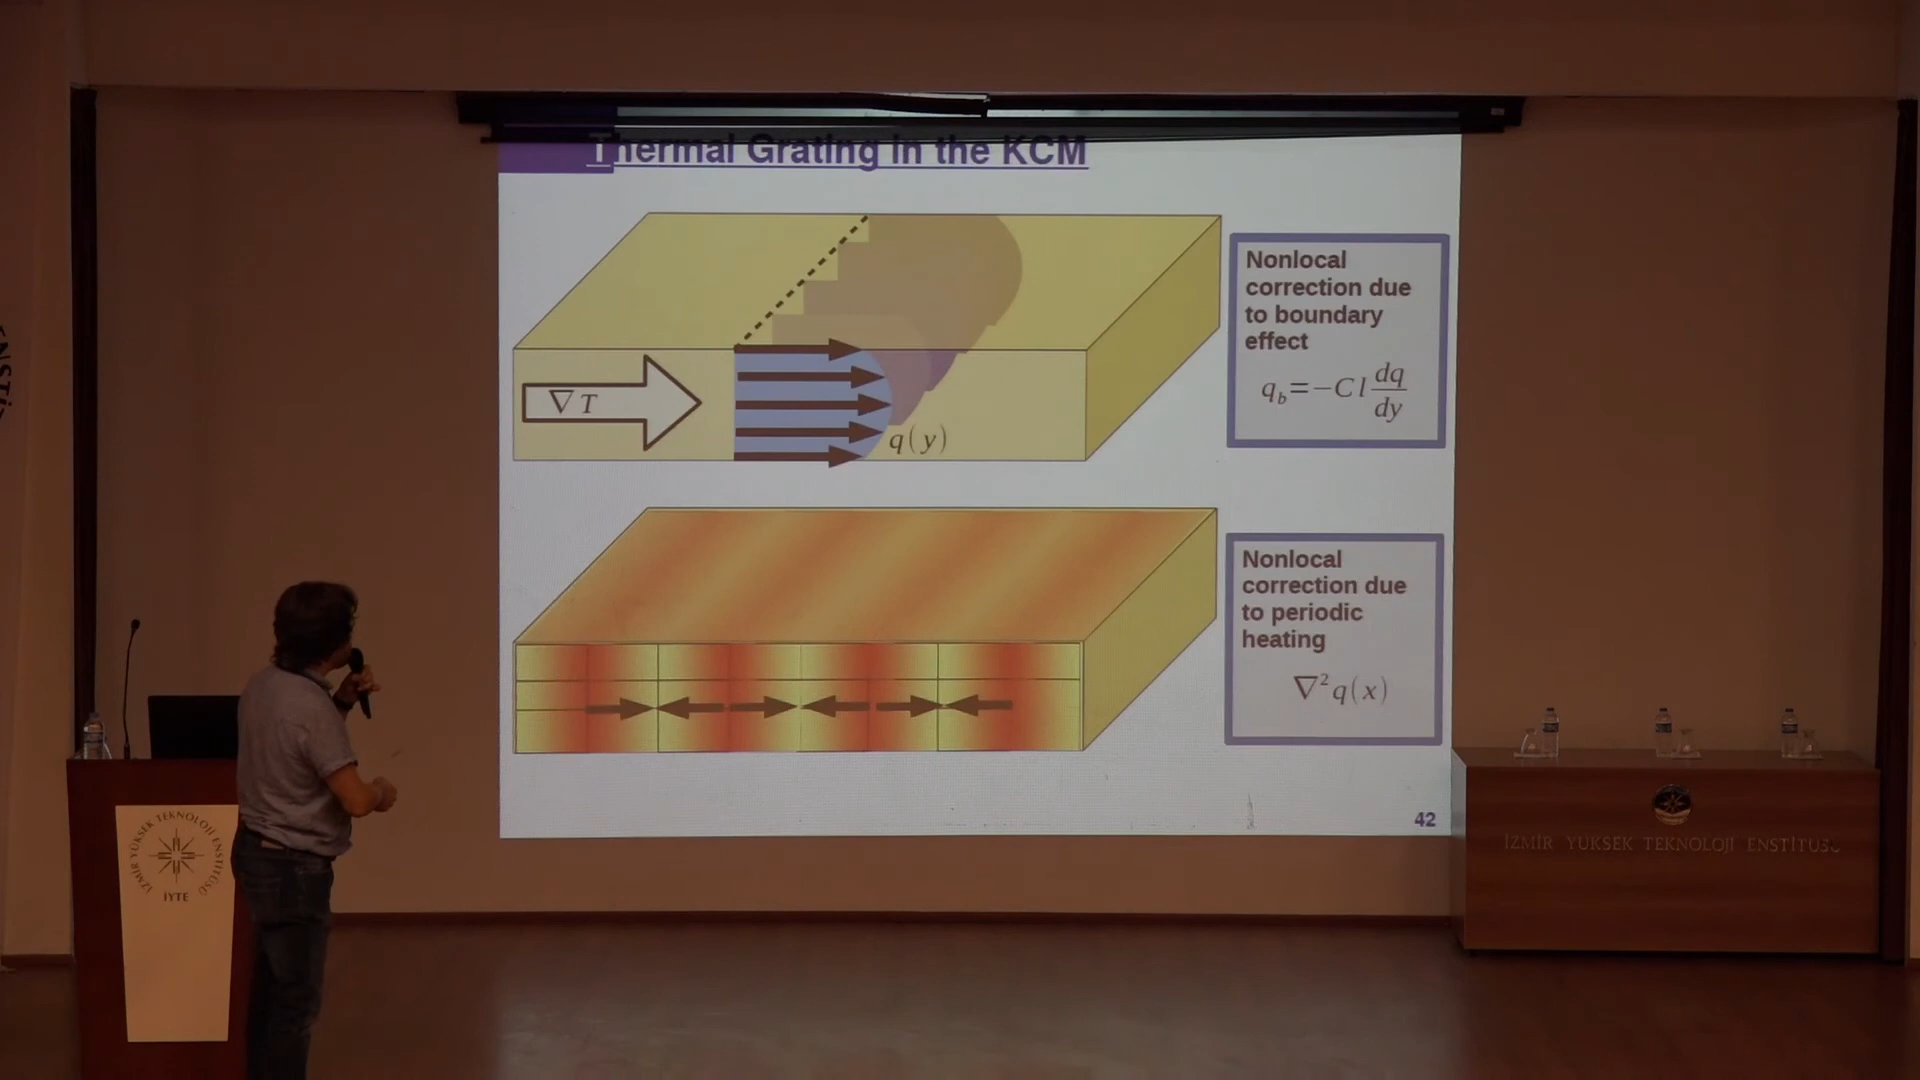 Thermal Grating in the KCM
Nonlocal
correction due
to boundary
effect
q_b=−C l dq/dy
∇T
q(y)
Nonlocal
correction due
to periodic
heating
∇²q(x)
42
İZMİR YÜKSEK TEKNOLOJİ ENSTİTÜSÜ
İYTE
İZMİR YÜKSEK TEKNOLOJİ ENSTİTÜSÜ